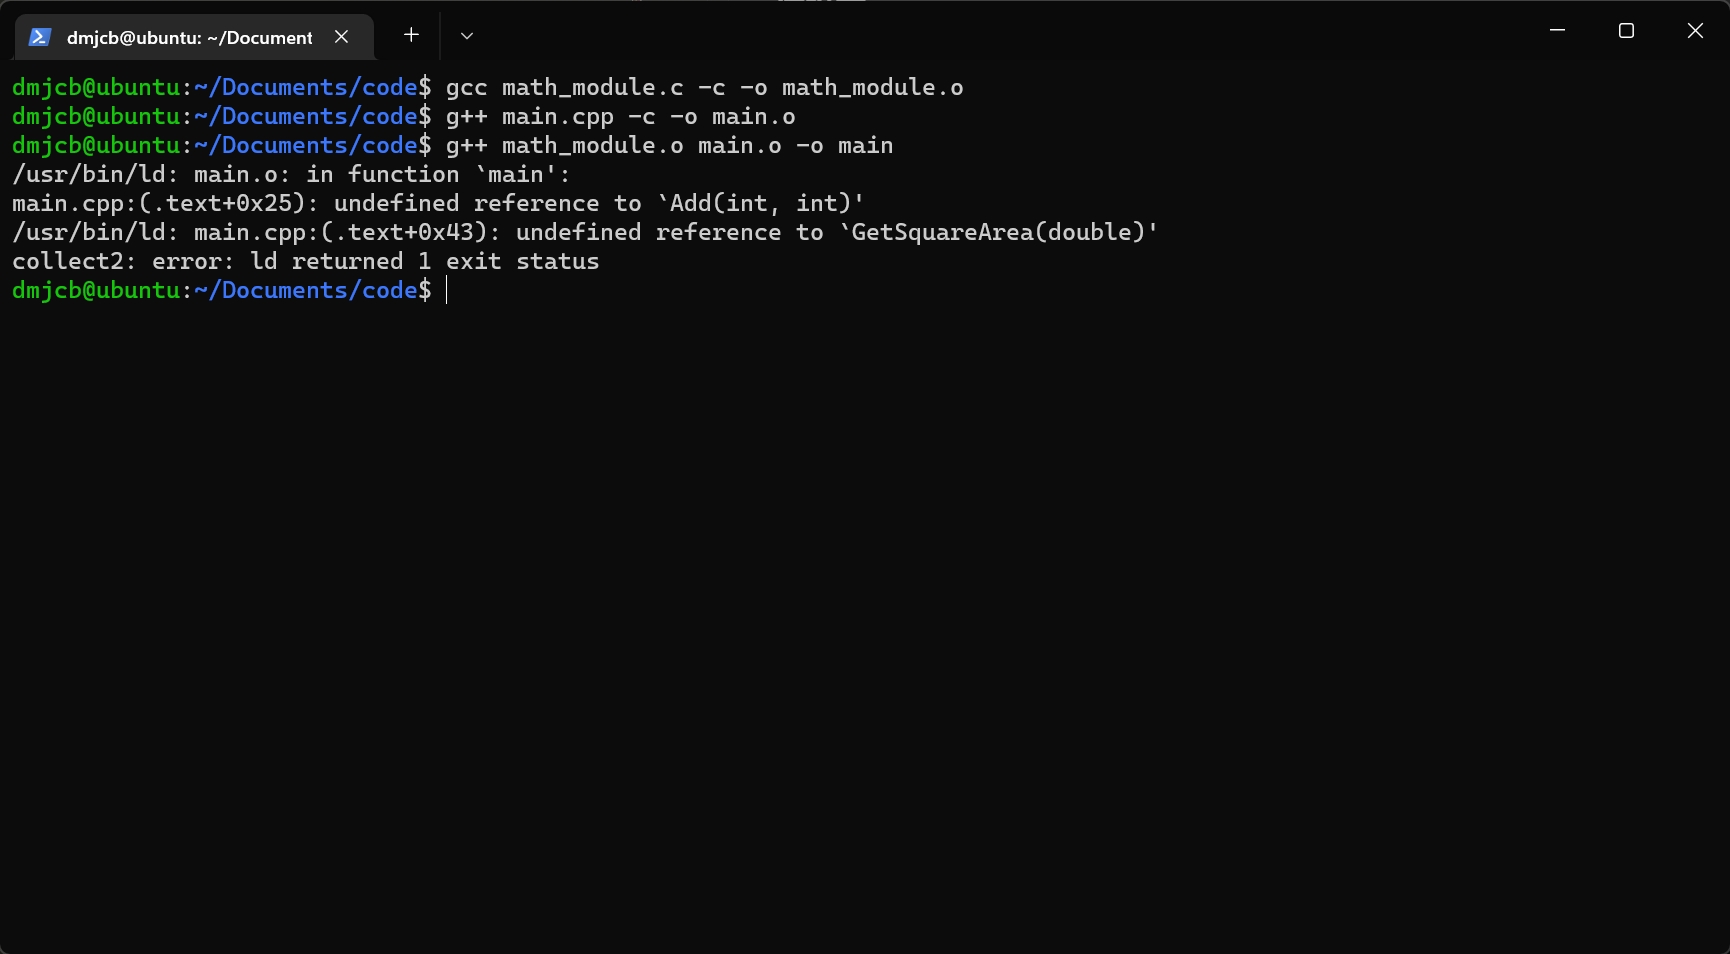 dmjcb@ubuntu: ~/Document
dmjcb@ubuntu:~/Documents/code$ gcc math_module.c -c -o math_module.o
dmjcb@ubuntu:~/Documents/code$ g++ main.cpp -c -o main.o
dmjcb@ubuntu:~/Documents/code$ g++ math_module.o main.o -o main
/usr/bin/ld: main.o: in function `main':
main.cpp:(.text+0x25): undefined reference to `Add(int, int)'
/usr/bin/ld: main.cpp:(.text+0x43): undefined reference to `GetSquareArea(double)'
collect2: error: ld returned 1 exit status
dmjcb@ubuntu:~/Documents/code$